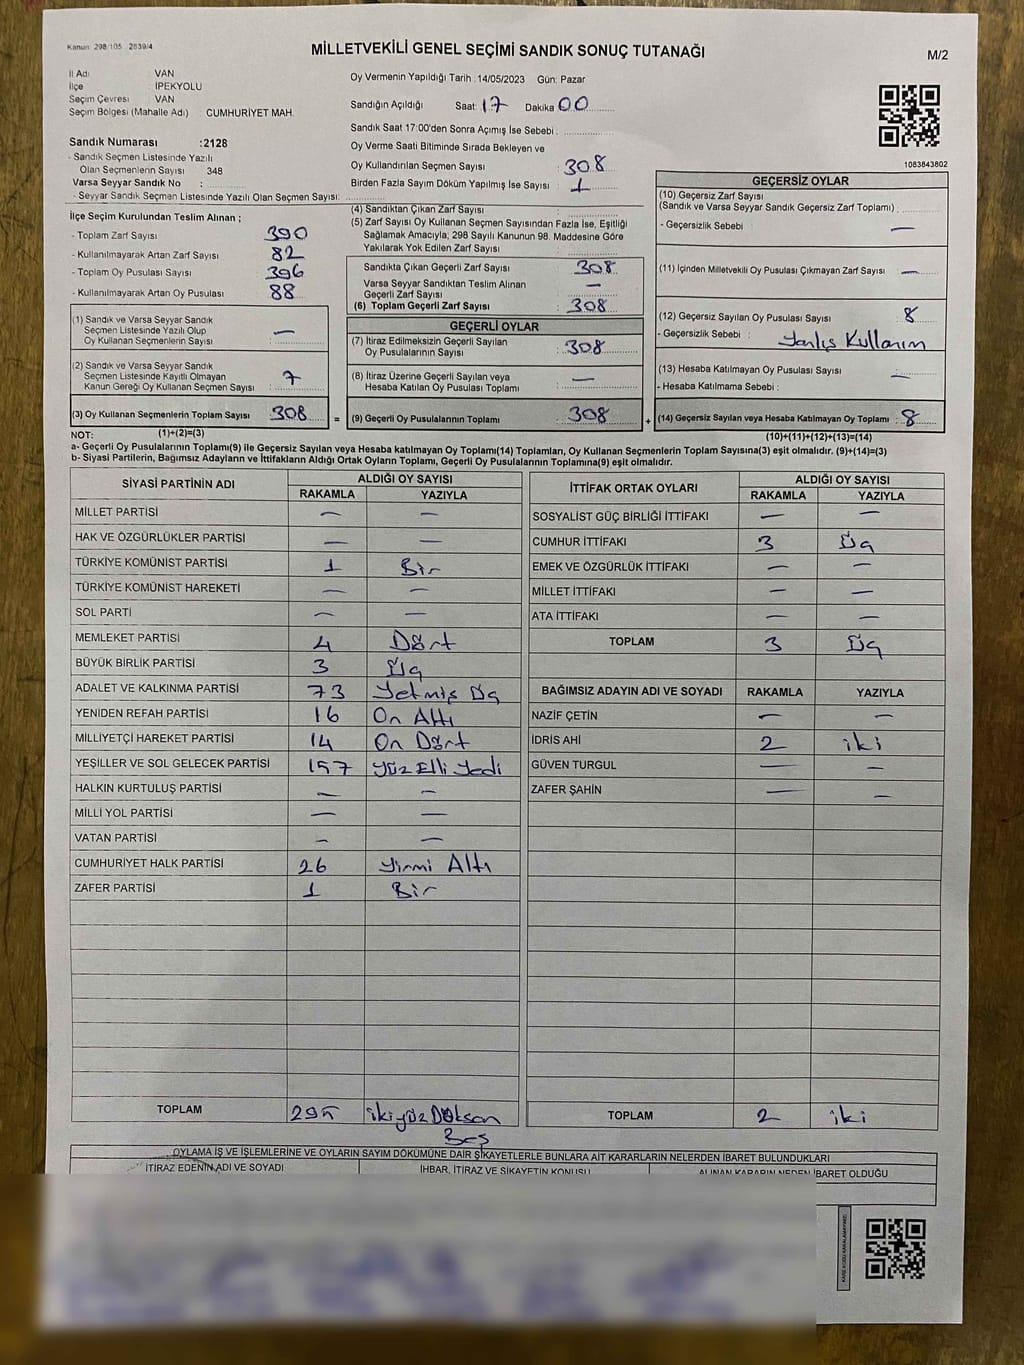 Kanun 298/105 2839/4
MİLLETVEKİLİ GENEL SEÇİMİ SANDIK SONUÇ TUTANAĞI
M/2
İl Adı VAN
İlçe İPEKYOLU
Seçim Çevresi VAN
Seçim Bölgesi (Mahalle Adı) CUMHURİYET MAH.
Sandık Numarası :2128
- Sandık Seçmen Listesinde Yazılı
Olan Seçmenlerin Sayısı 348
Varsa Seyyar Sandık No :
- Seyyar Sandık Seçmen Listesinde Yazılı Olan Seçmen Sayısı:
Oy Vermenin Yapıldığı Tarih :14/05/2023 Gün: Pazar
Sandığın Açıldığı Saat: 17 Dakika 00
Sandık Saat 17:00'den Sonra Açılmış İse Sebebi :
Oy Verme Saati Bitiminde Sırada Bekleyen ve
Oy Kullandırılan Seçmen Sayısı 308
Birden Fazla Sayım Döküm Yapılmış İse Sayısı 1
1083843802
İlçe Seçim Kurulundan Teslim Alınan ;
- Toplam Zarf Sayısı 390
- Kullanılmayarak Artan Zarf Sayısı 82
- Toplam Oy Pusulası Sayısı 396
- Kullanılmayarak Artan Oy Pusulası 88
(1) Sandık ve Varsa Seyyar Sandık
Seçmen Listesinde Yazılı Olup
Oy Kullanan Seçmenlerin Sayısı : —
(2) Sandık ve Varsa Seyyar Sandık
Seçmen Listesinde Kayıtlı Olmayan
Kanun Gereği Oy Kullanan Seçmen Sayısı : 7
(3) Oy Kullanan Seçmenlerin Toplam Sayısı 308 =
(1)+(2)=(3)
(4) Sandıktan Çıkan Zarf Sayısı
(5) Zarf Sayısı Oy Kullanan Seçmen Sayısından Fazla İse, Eşitliği
Sağlamak Amacıyla, 298 Sayılı Kanunun 98. Maddesine Göre
Yakılarak Yok Edilen Zarf Sayısı
Sandıkta Çıkan Geçerli Zarf Sayısı 308
Varsa Seyyar Sandıktan Teslim Alınan
Geçerli Zarf Sayısı —
(6) Toplam Geçerli Zarf Sayısı : 308
GEÇERLİ OYLAR
(7) İtiraz Edilmeksizin Geçerli Sayılan
Oy Pusulalarının Sayısı : 308
(8) İtiraz Üzerine Geçerli Sayılan veya
Hesaba Katılan Oy Pusulası Toplamı : —
(9) Geçerli Oy Pusulalarının Toplamı : 308 +
GEÇERSİZ OYLAR
(10) Geçersiz Zarf Sayısı
(Sandık ve Varsa Seyyar Sandık Geçersiz Zarf Toplamı) .
- Geçersizlik Sebebi —
(11) İçinden Milletvekili Oy Pusulası Çıkmayan Zarf Sayısı —
(12) Geçersiz Sayılan Oy Pusulası Sayısı 8
- Geçersizlik Sebebi : Yanlış Kullanım
(13) Hesaba Katılmayan Oy Pusulası Sayısı : —
- Hesaba Katılmama Sebebi :
(14) Geçersiz Sayılan veya Hesaba Katılmayan Oy Toplamı : 8
(10)+(11)+(12)+(13)=(14)
NOT:
a- Geçerli Oy Pusulalarının Toplamı(9) ile Geçersiz Sayılan veya Hesaba katılmayan Oy Toplamı(14) Toplamları, Oy Kullanan Seçmenlerin Toplam Sayısına(3) eşit olmalıdır. (9)+(14)=(3)
b- Siyasi Partilerin, Bağımsız Adayların ve İttifakların Aldığı Ortak Oyların Toplamı, Geçerli Oy Pusulalarının Toplamına(9) eşit olmalıdır.
SİYASİ PARTİNİN ADI ALDIĞI OY SAYISI
RAKAMLA YAZIYLA
MİLLET PARTİSİ — —
HAK VE ÖZGÜRLÜKLER PARTİSİ — —
TÜRKİYE KOMÜNİST PARTİSİ 1 Bir
TÜRKİYE KOMÜNİST HAREKETİ — —
SOL PARTİ — —
MEMLEKET PARTİSİ 4 Dört
BÜYÜK BİRLİK PARTİSİ 3 Üç
ADALET VE KALKINMA PARTİSİ 73 Yetmiş Üç
YENİDEN REFAH PARTİSİ 16 On Altı
MİLLİYETÇİ HAREKET PARTİSİ 14 On Dört
YEŞİLLER VE SOL GELECEK PARTİSİ 157 Yüz Elli Yedi
HALKIN KURTULUŞ PARTİSİ — —
MİLLİ YOL PARTİSİ — —
VATAN PARTİSİ — —
CUMHURİYET HALK PARTİSİ 26 Yirmi Altı
ZAFER PARTİSİ 1 Bir
TOPLAM 295 ikiyüz Doksan
Beş
İTTİFAK ORTAK OYLARI ALDIĞI OY SAYISI
RAKAMLA YAZIYLA
SOSYALİST GÜÇ BİRLİĞİ İTTİFAKI — —
CUMHUR İTTİFAKI 3 Üç
EMEK VE ÖZGÜRLÜK İTTİFAKI — —
MİLLET İTTİFAKI — —
ATA İTTİFAKI — —
TOPLAM 3 Üç
BAĞIMSIZ ADAYIN ADI VE SOYADI RAKAMLA YAZIYLA
NAZİF ÇETİN — —
İDRİS AHİ 2 iki
GÜVEN TURGUL — —
ZAFER ŞAHİN — —
TOPLAM 2 iki
OYLAMA İŞ VE İŞLEMLERİNE VE OYLARIN SAYIM DÖKÜMÜNE DAİR ŞİKAYETLERLE BUNLARA AİT KARARLARIN NELERDEN İBARET BULUNDUKLARI
İTİRAZ EDENİN ADI VE SOYADI İHBAR, İTİRAZ VE ŞİKAYETİN KONUSU ALINAN KARARIN NEDEN İBARET OLDUĞU